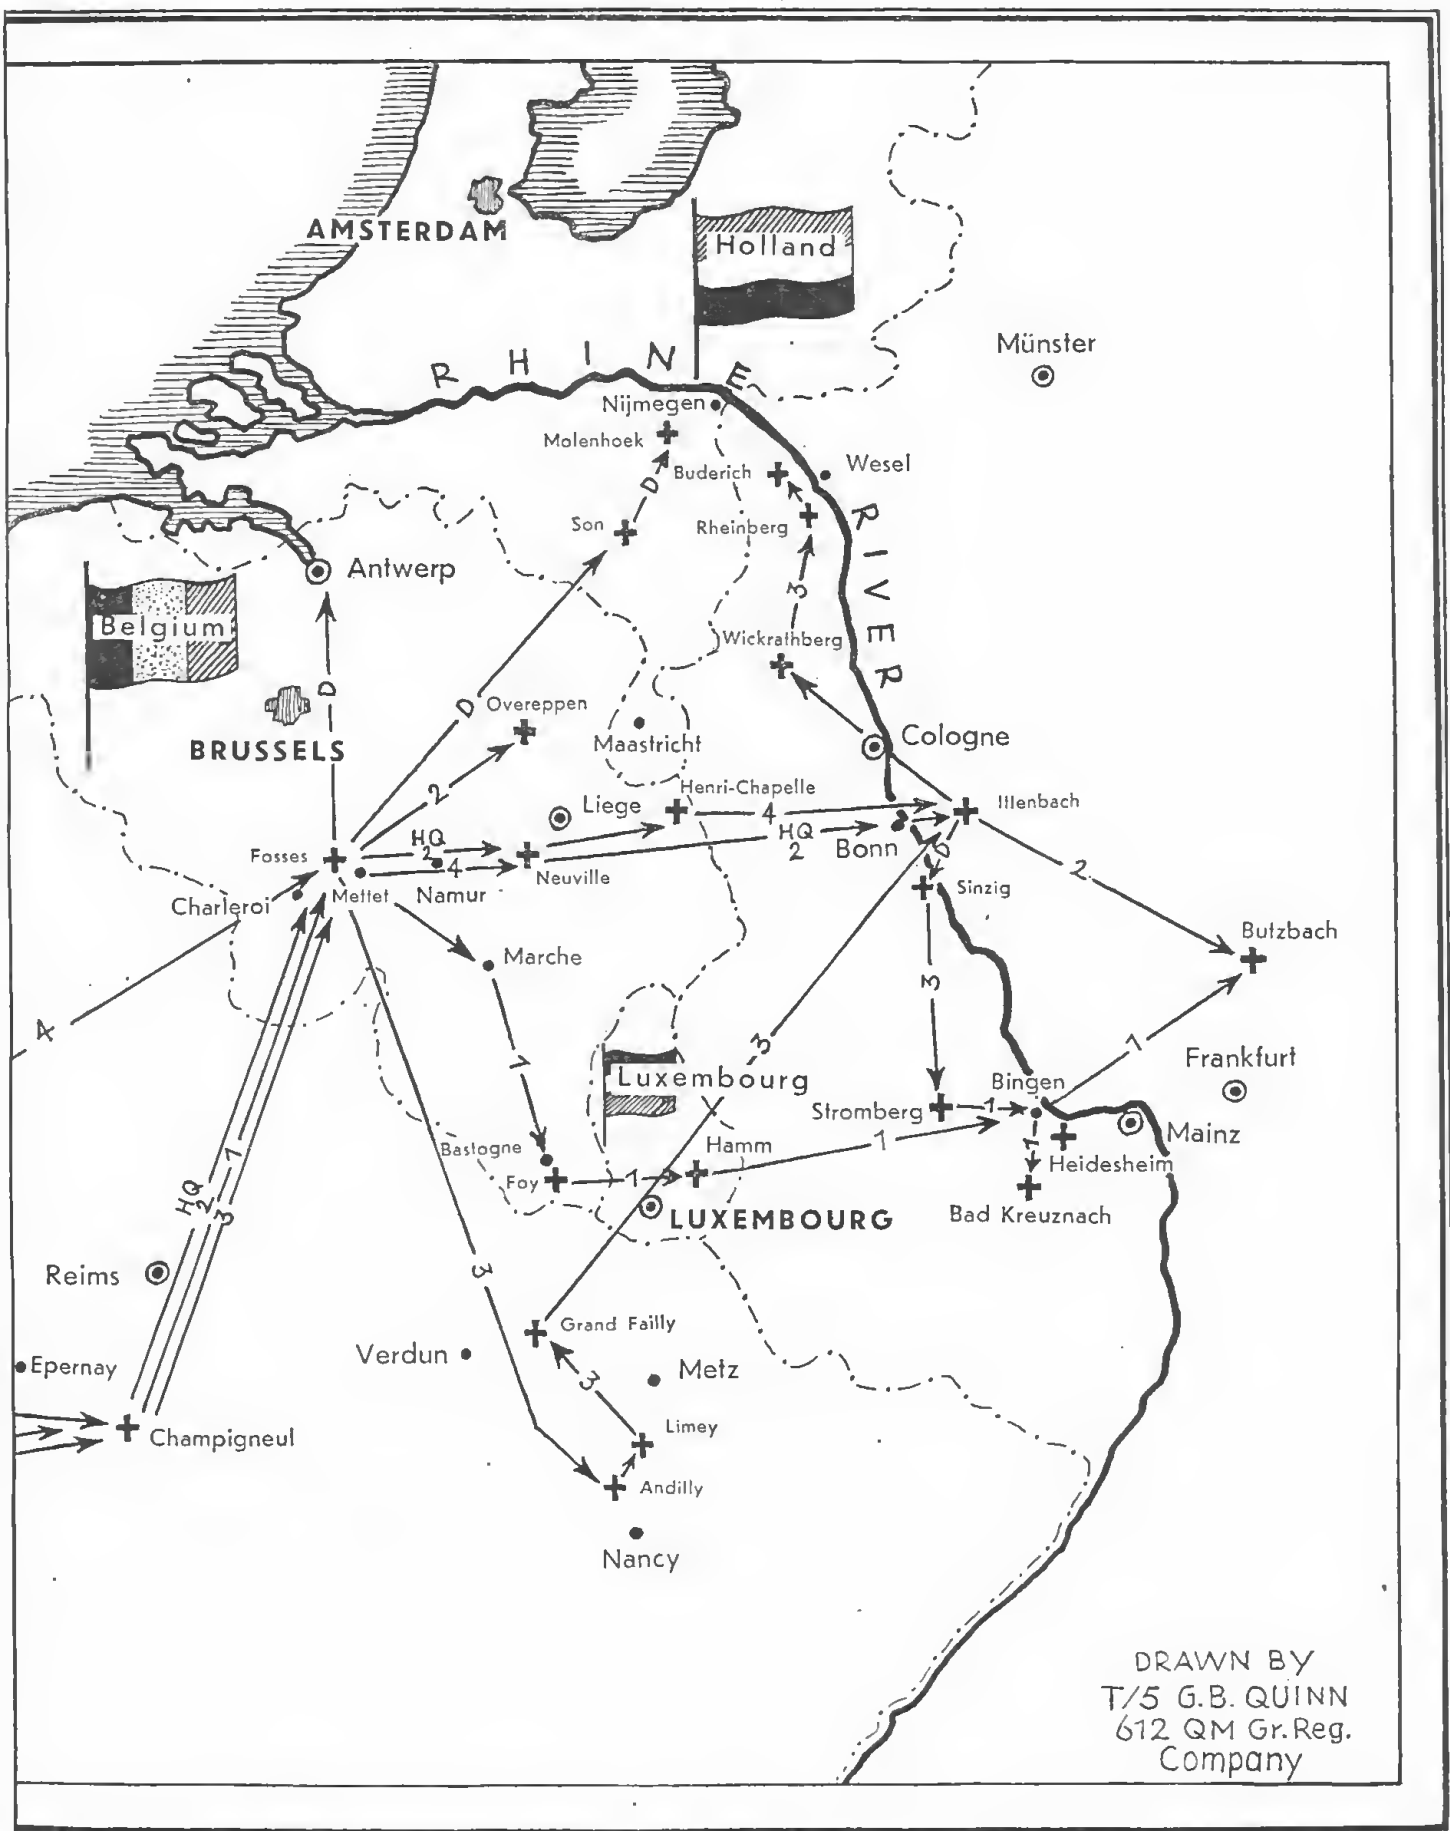 AMSTERDAM
Holland
Münster
RHINE
Nijmegen
Molenhoek
Buderich
Wesel
D
Son
Rheinberg
RIVER
Antwerp
Belgium
3
Wickrathberg
D
D
Overeppen
BRUSSELS
Maastricht
Cologne
2
Henri-Chapelle
Illenbach
Liege
4
HQ
2
Bonn
Fosses
HQ
2
4
Neuville
D
2
Charleroi
Mettet
Namur
Sinzig
Butzbach
Marche
3
4
1
3
1
Frankfurt
Luxembourg
Bingen
Stromberg
1
Mainz
1
Bastogne
Hamm
1
1
Heidesheim
Foy
1
HQ
2
3
LUXEMBOURG
Bad Kreuznach
Reims
3
Grand Failly
Verdun
Epernay
Metz
3
Champigneul
Limey
Andilly
Nancy
DRAWN BY
T/5 G.B. QUINN
612 QM Gr.Reg.
Company